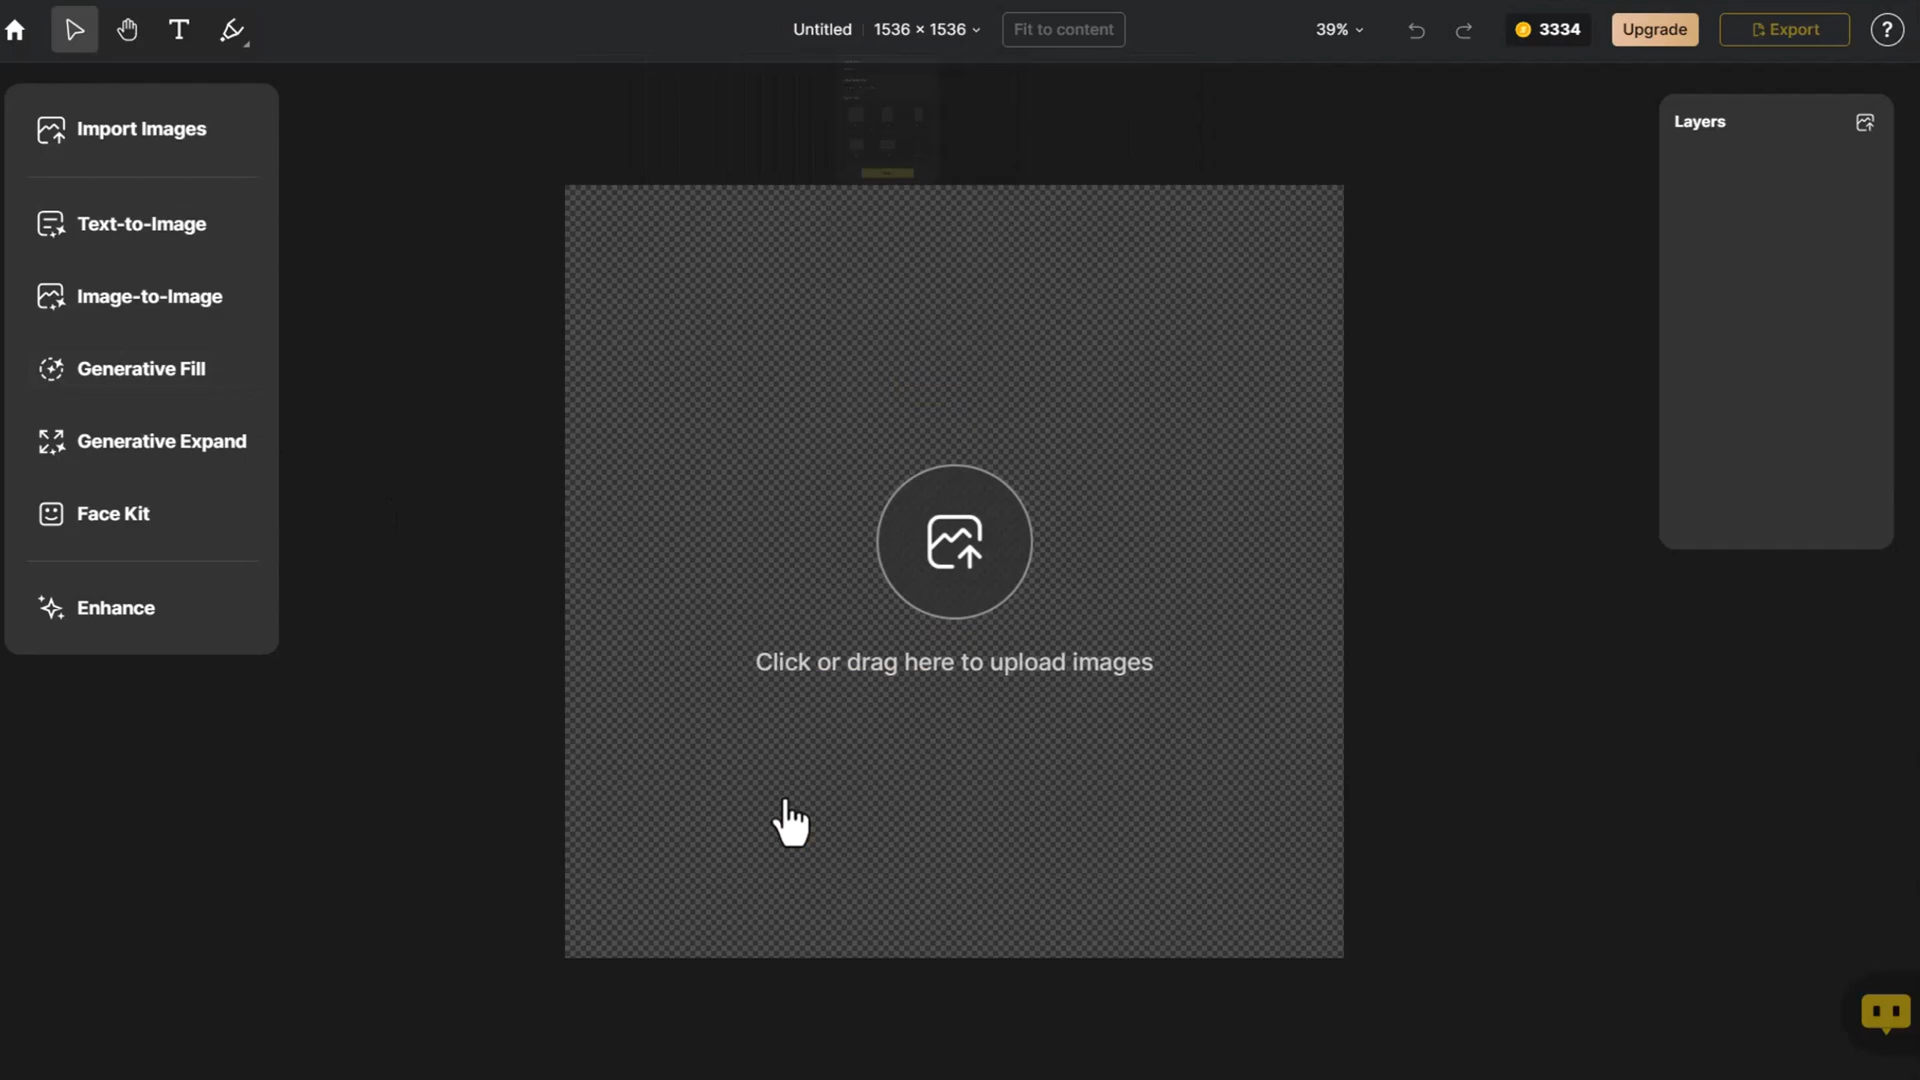 Untitled 1536 × 1536 Fit to content 39% 3334 Upgrade Export ?
Import Images
Text-to-Image
Image-to-Image
Generative Fill
Generative Expand
Face Kit
Enhance
Click or drag here to upload images
Layers